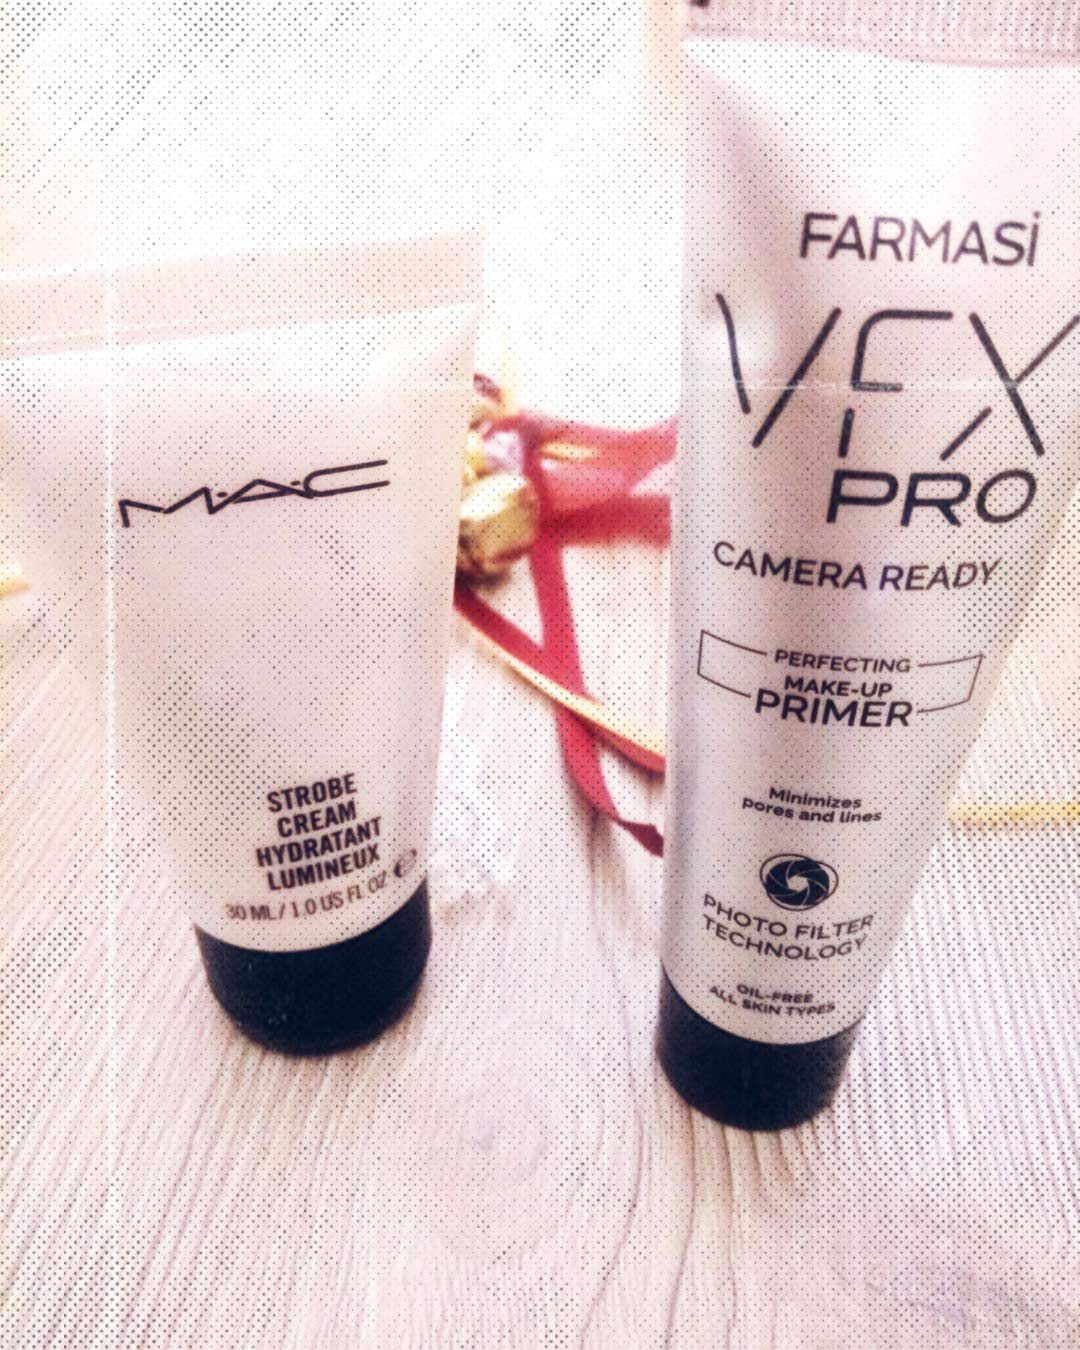 M·A·C
STROBE
CREAM
HYDRATANT
LUMINEUX
30 ML / 1.0 US FL OZ ℮
FARMASİ
VFX
PRO
CAMERA READY
PERFECTING
MAKE-UP
PRIMER
Minimizes
pores and lines
PHOTO FILTER
TECHNOLOGY
OIL-FREE
ALL SKIN TYPES